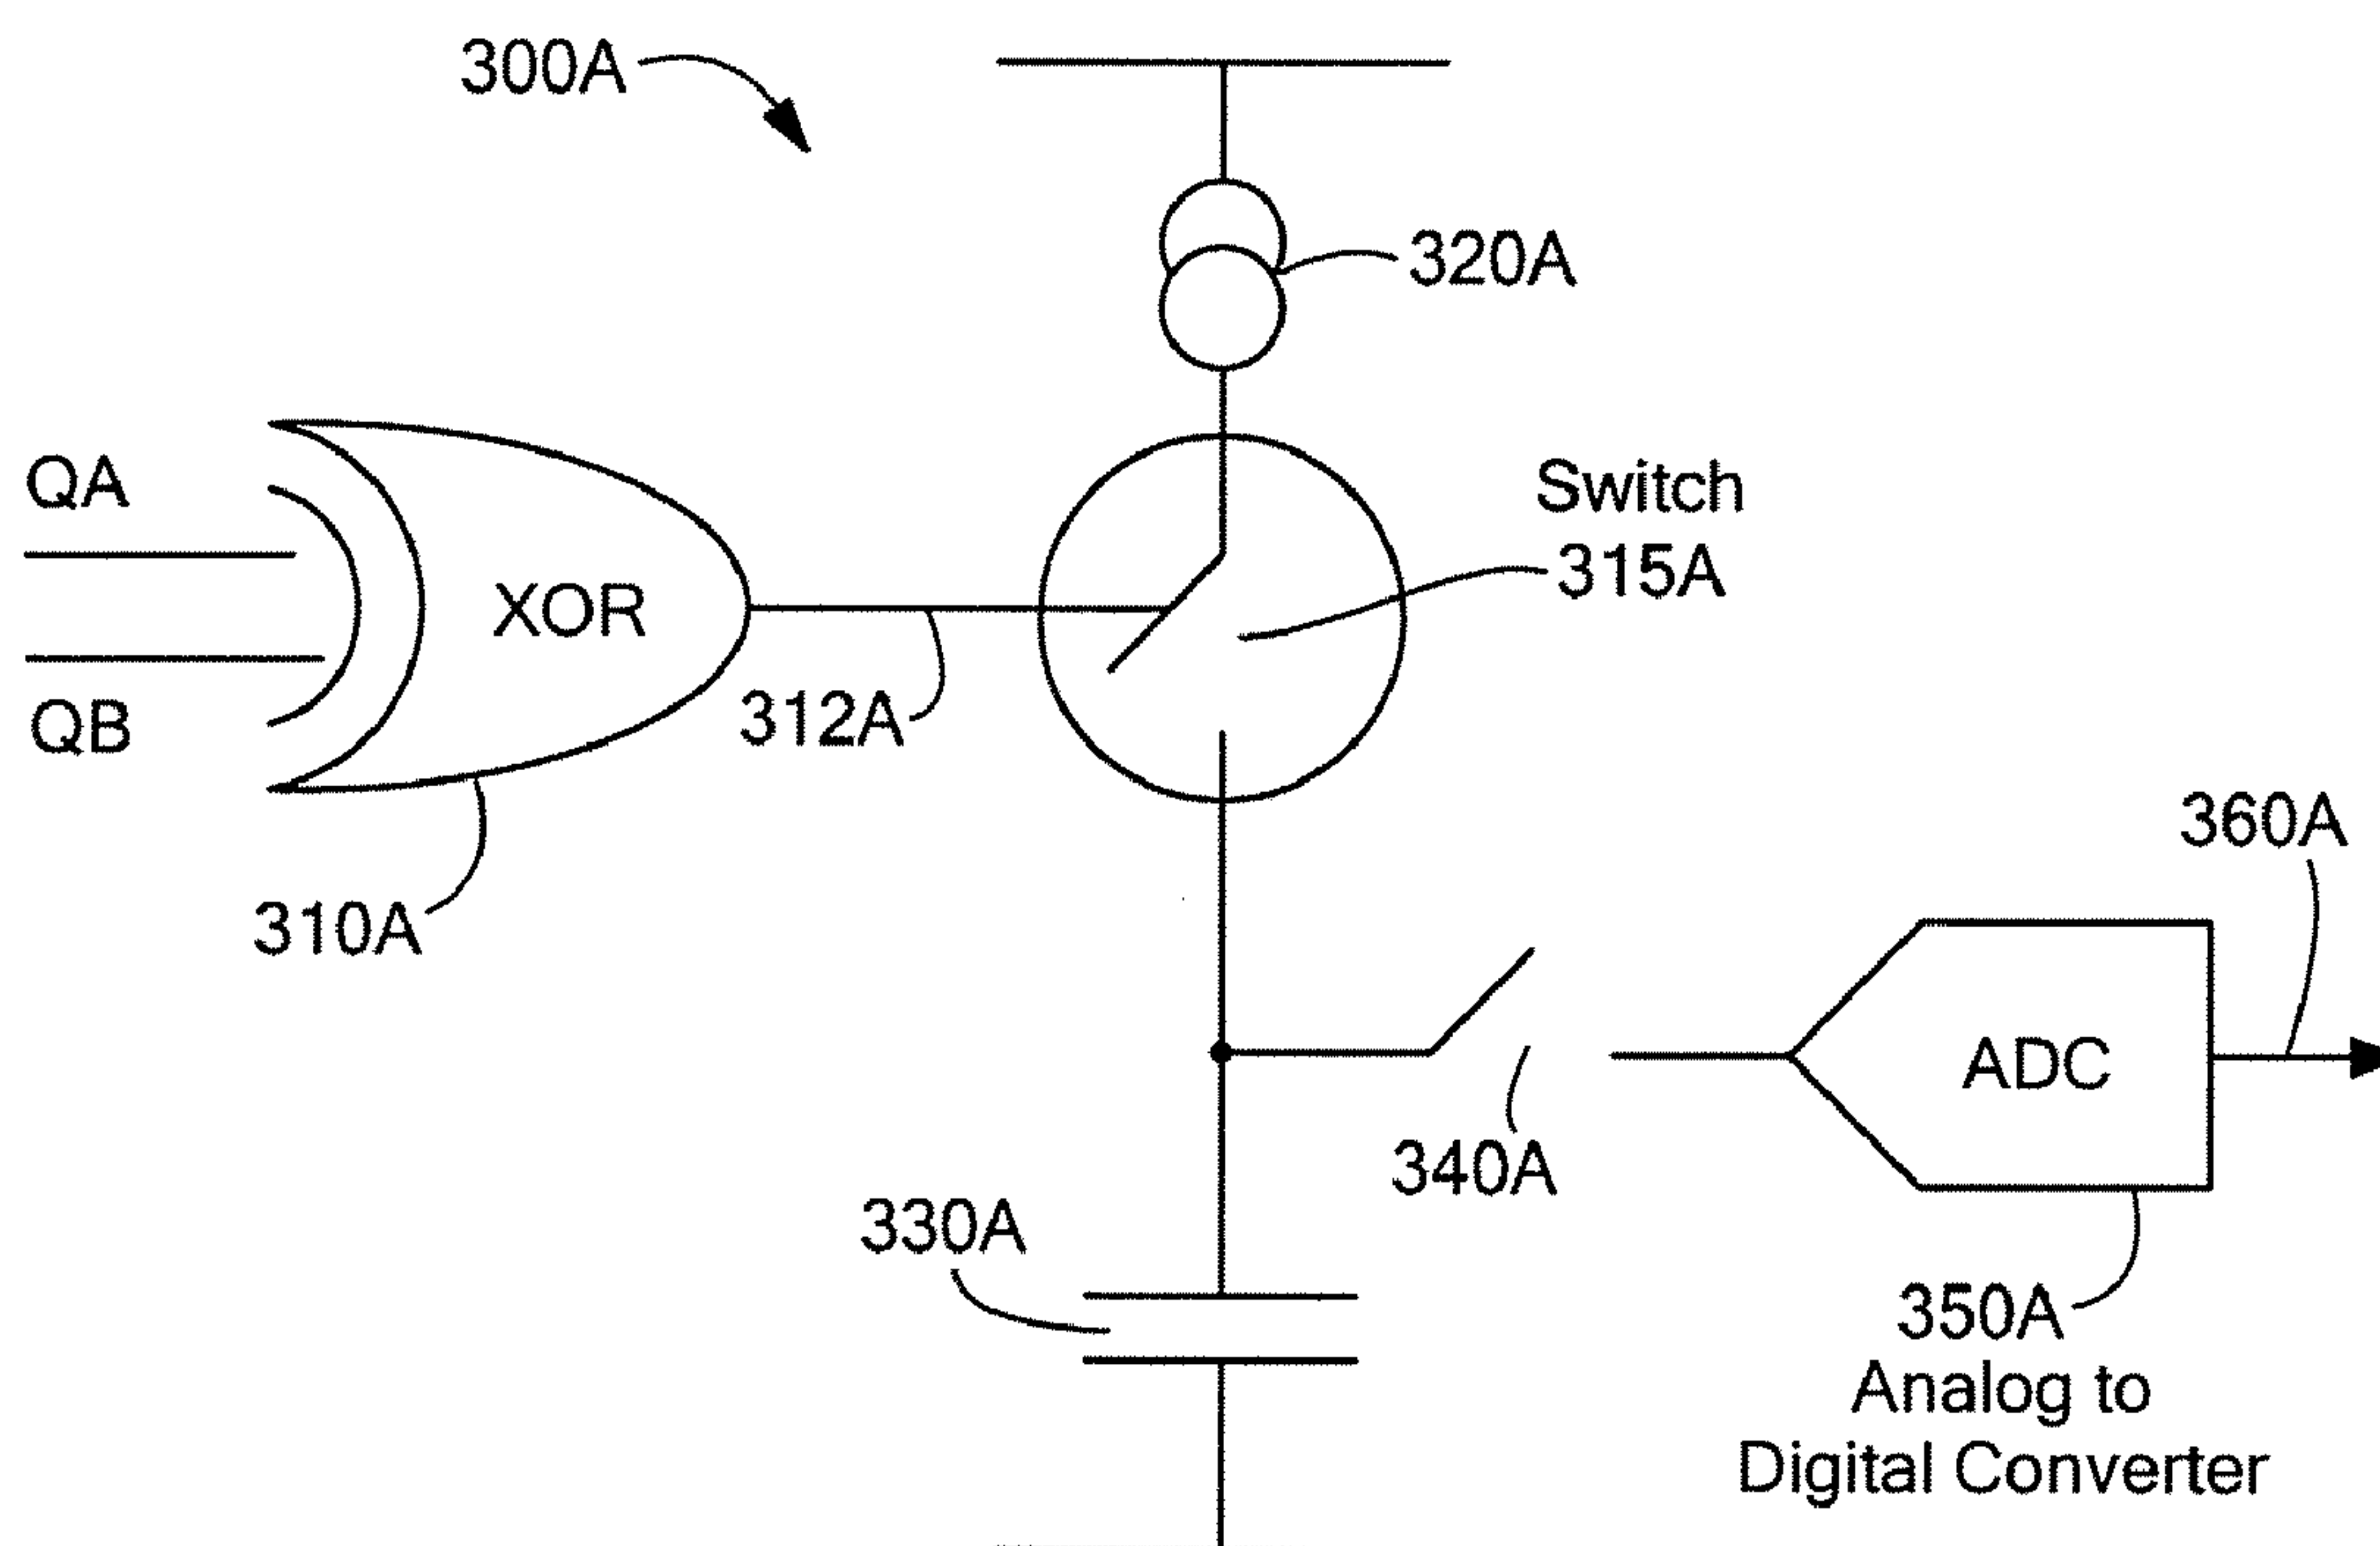 300A
320A
QA
Switch
315A
XOR
QB
312A
360A
310A
ADC
340A
330A
350A
Analog to
Digital Converter